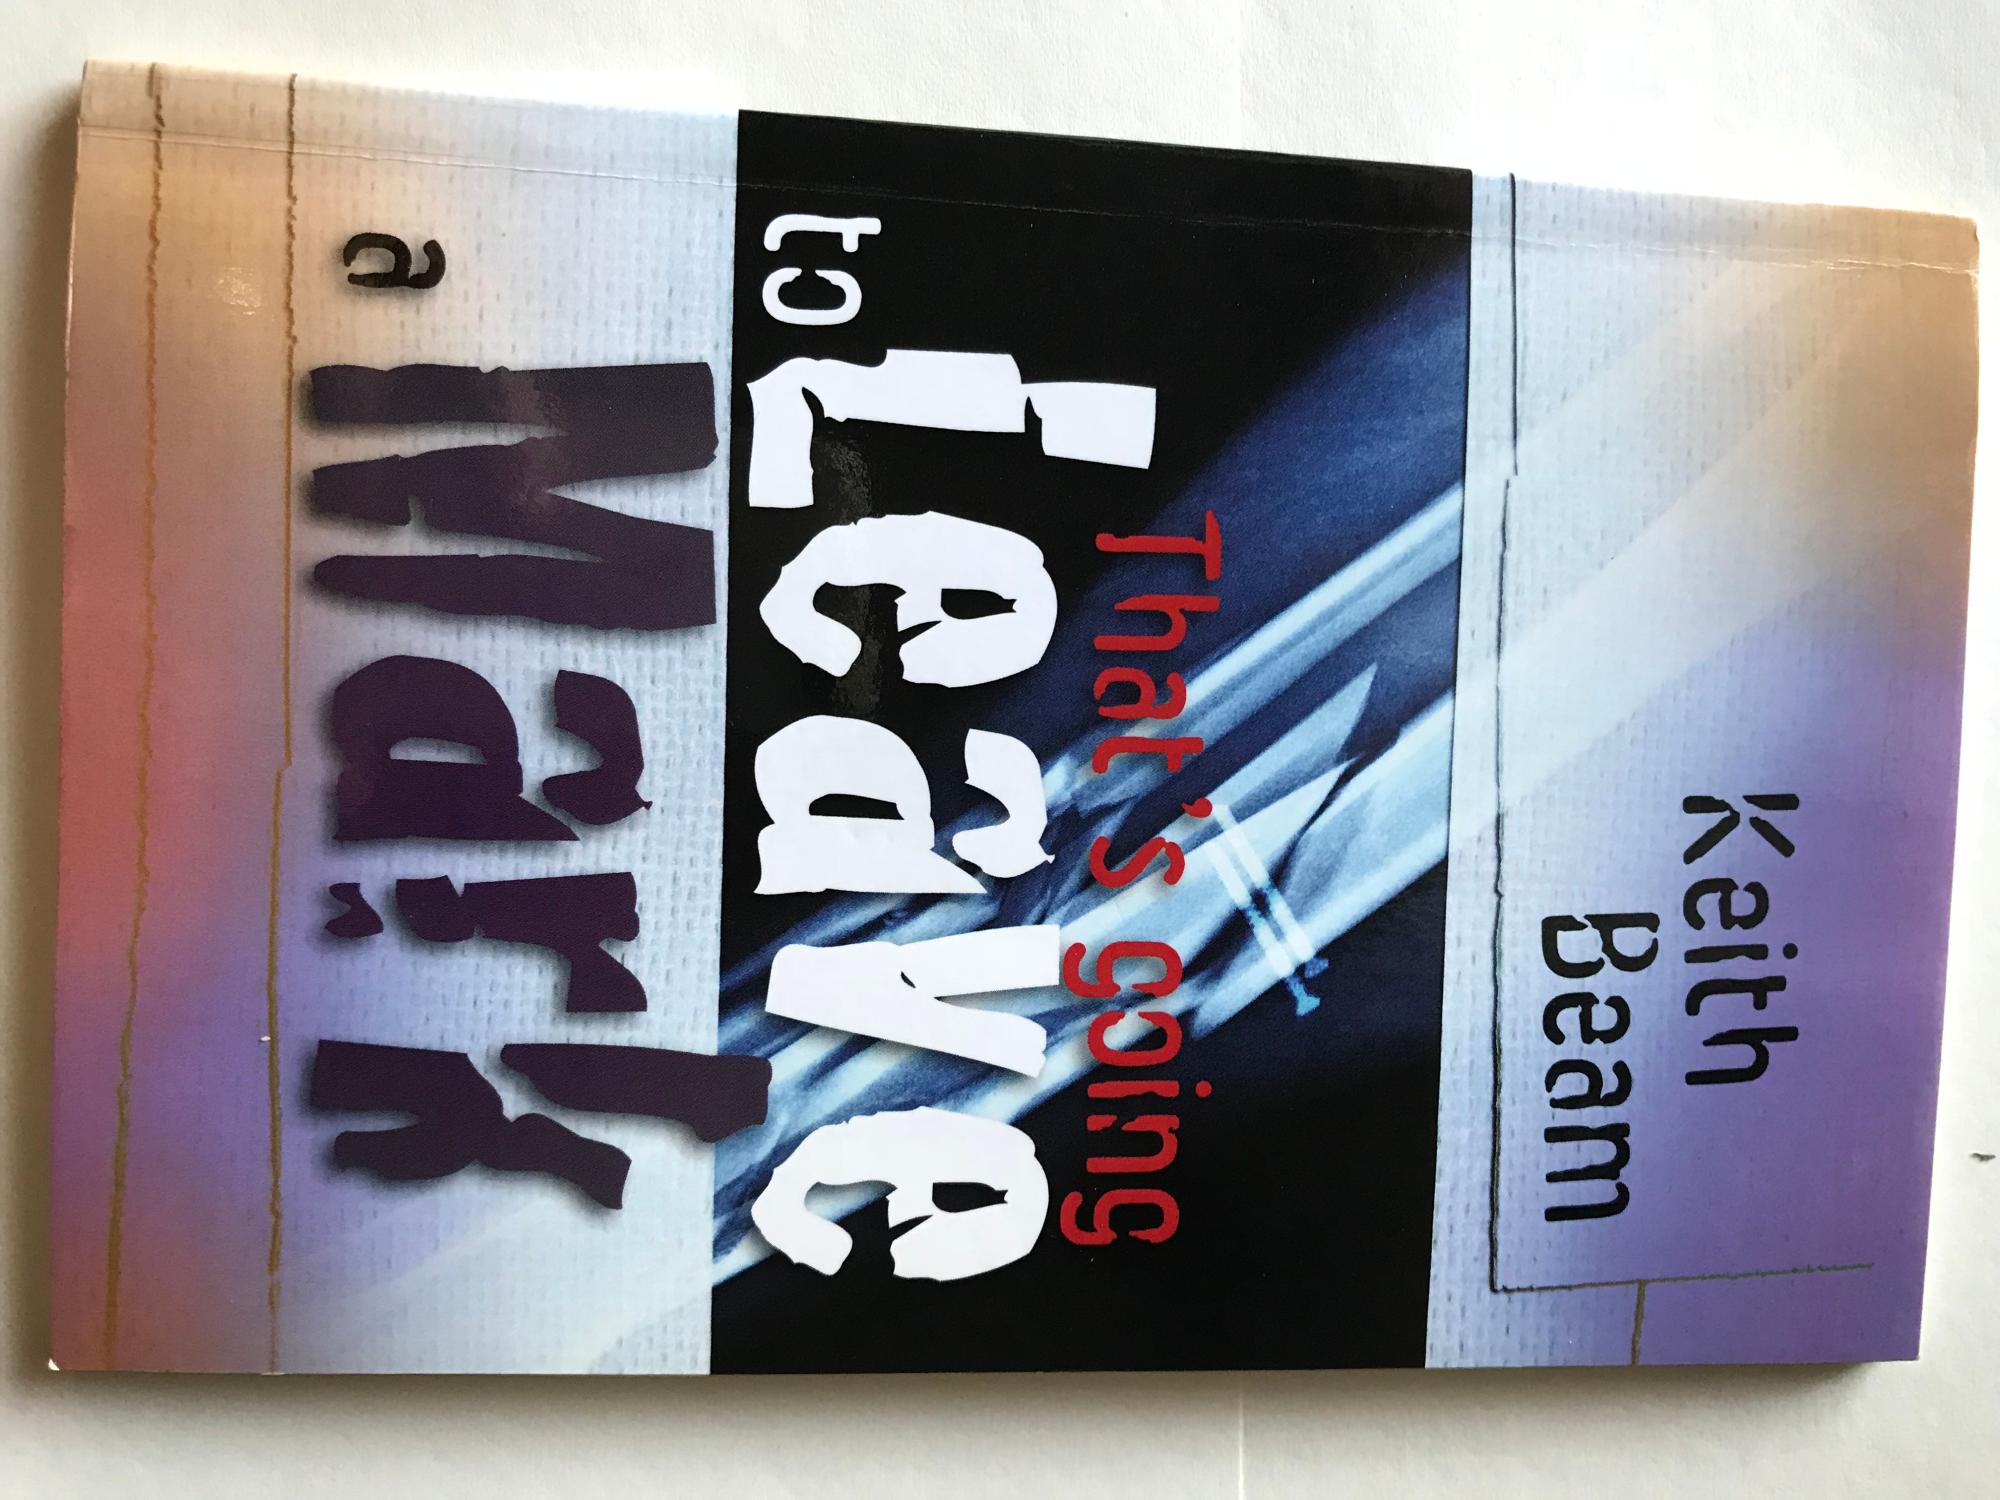 Keith
Beam
That's going
to Leave
a Mark